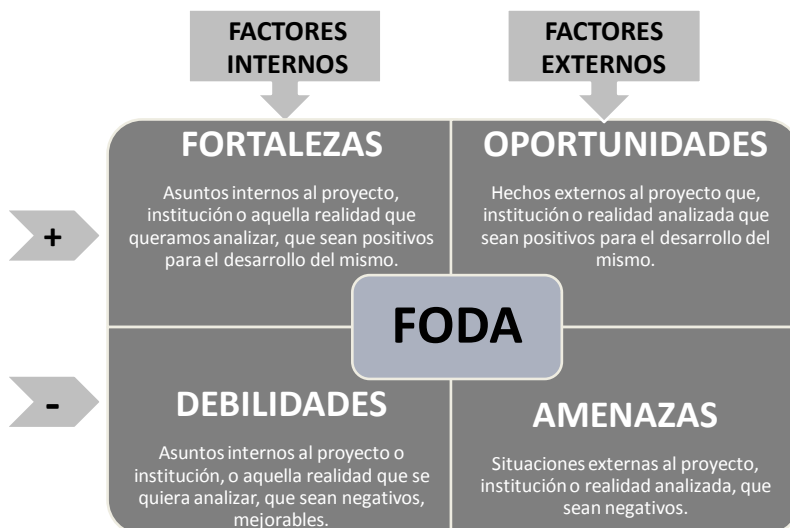 FACTORES
INTERNOS
FACTORES
EXTERNOS
FORTALEZAS
Asuntos internos al proyecto,
institución o aquella realidad que
queramos analizar, que sean positivos
para el desarrollo del mismo.
OPORTUNIDADES
Hechos externos al proyecto que,
institución o realidad analizada que
sean positivos para el desarrollo del
mismo.
+
FODA
-
DEBILIDADES
Asuntos internos al proyecto o
institución, o aquella realidad que se
quiera analizar, que sean negativos,
mejorables.
AMENAZAS
Situaciones externas al proyecto,
institución o realidad analizada, que
sean negativos.